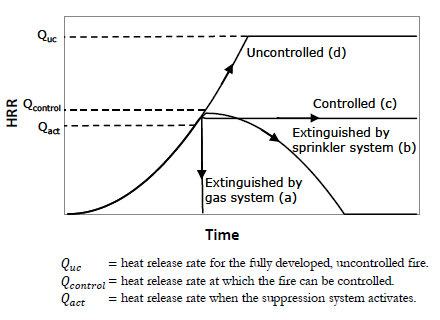 Q_uc
Uncontrolled (d)
Q_control
Controlled (c)
Q_act
HRR
Extinguished by
sprinkler system (b)
Extinguished by
gas system (a)
Time
Q_uc = heat release rate for the fully developed, uncontrolled fire.
Q_control = heat release rate at which the fire can be controlled.
Q_act = heat release rate when the suppression system activates.